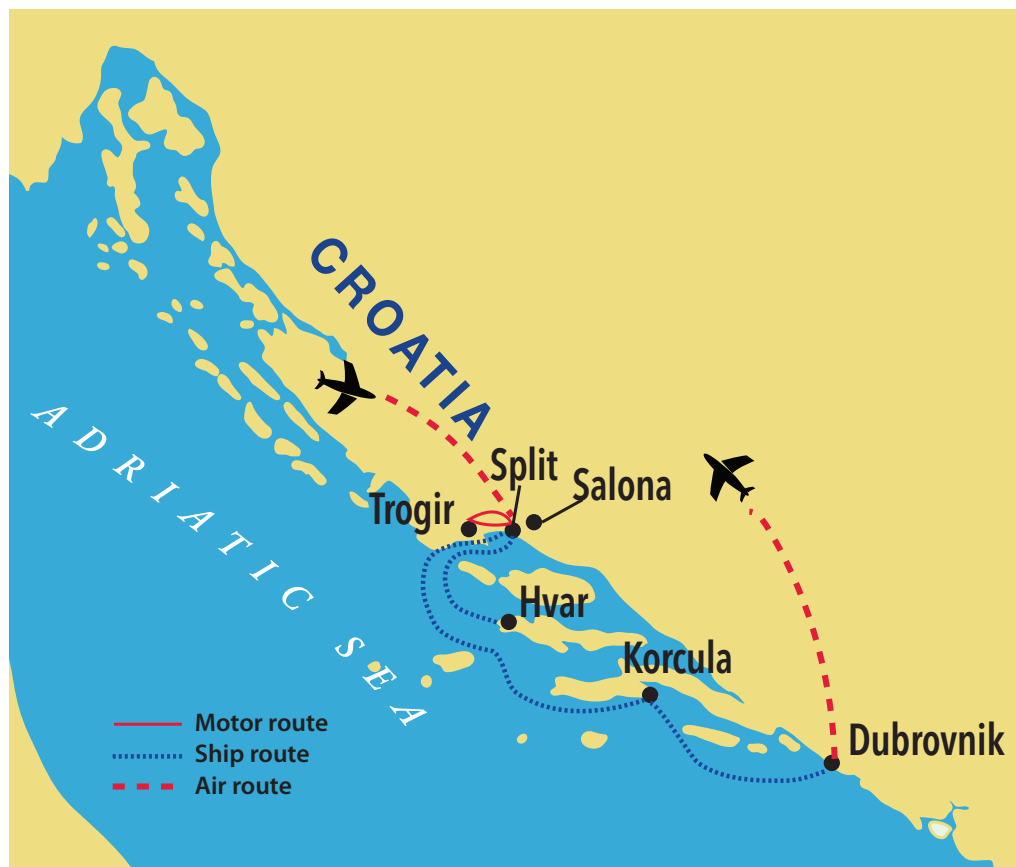 CROATIA
Split
Salona
Trogir
Hvar
Korcula
Dubrovnik
ADRIATIC SEA
Motor route
Ship route
Air route